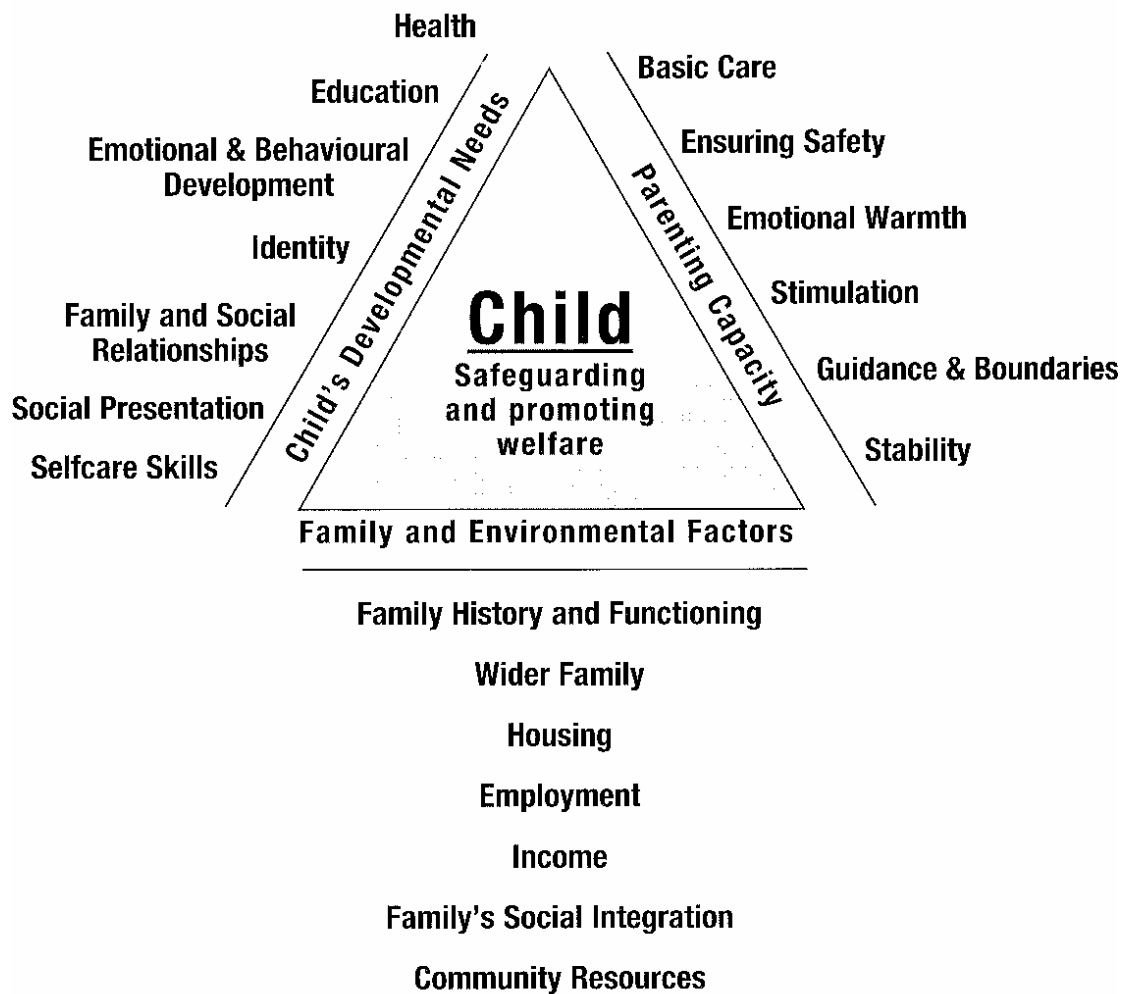 Health
Education
Emotional & Behavioural
Development
Identity
Family and Social
Relationships
Social Presentation
Selfcare Skills
Child's Developmental Needs
Child
Safeguarding
and promoting
welfare
Parenting Capacity
Basic Care
Ensuring Safety
Emotional Warmth
Stimulation
Guidance & Boundaries
Stability
Family and Environmental Factors
Family History and Functioning
Wider Family
Housing
Employment
Income
Family's Social Integration
Community Resources